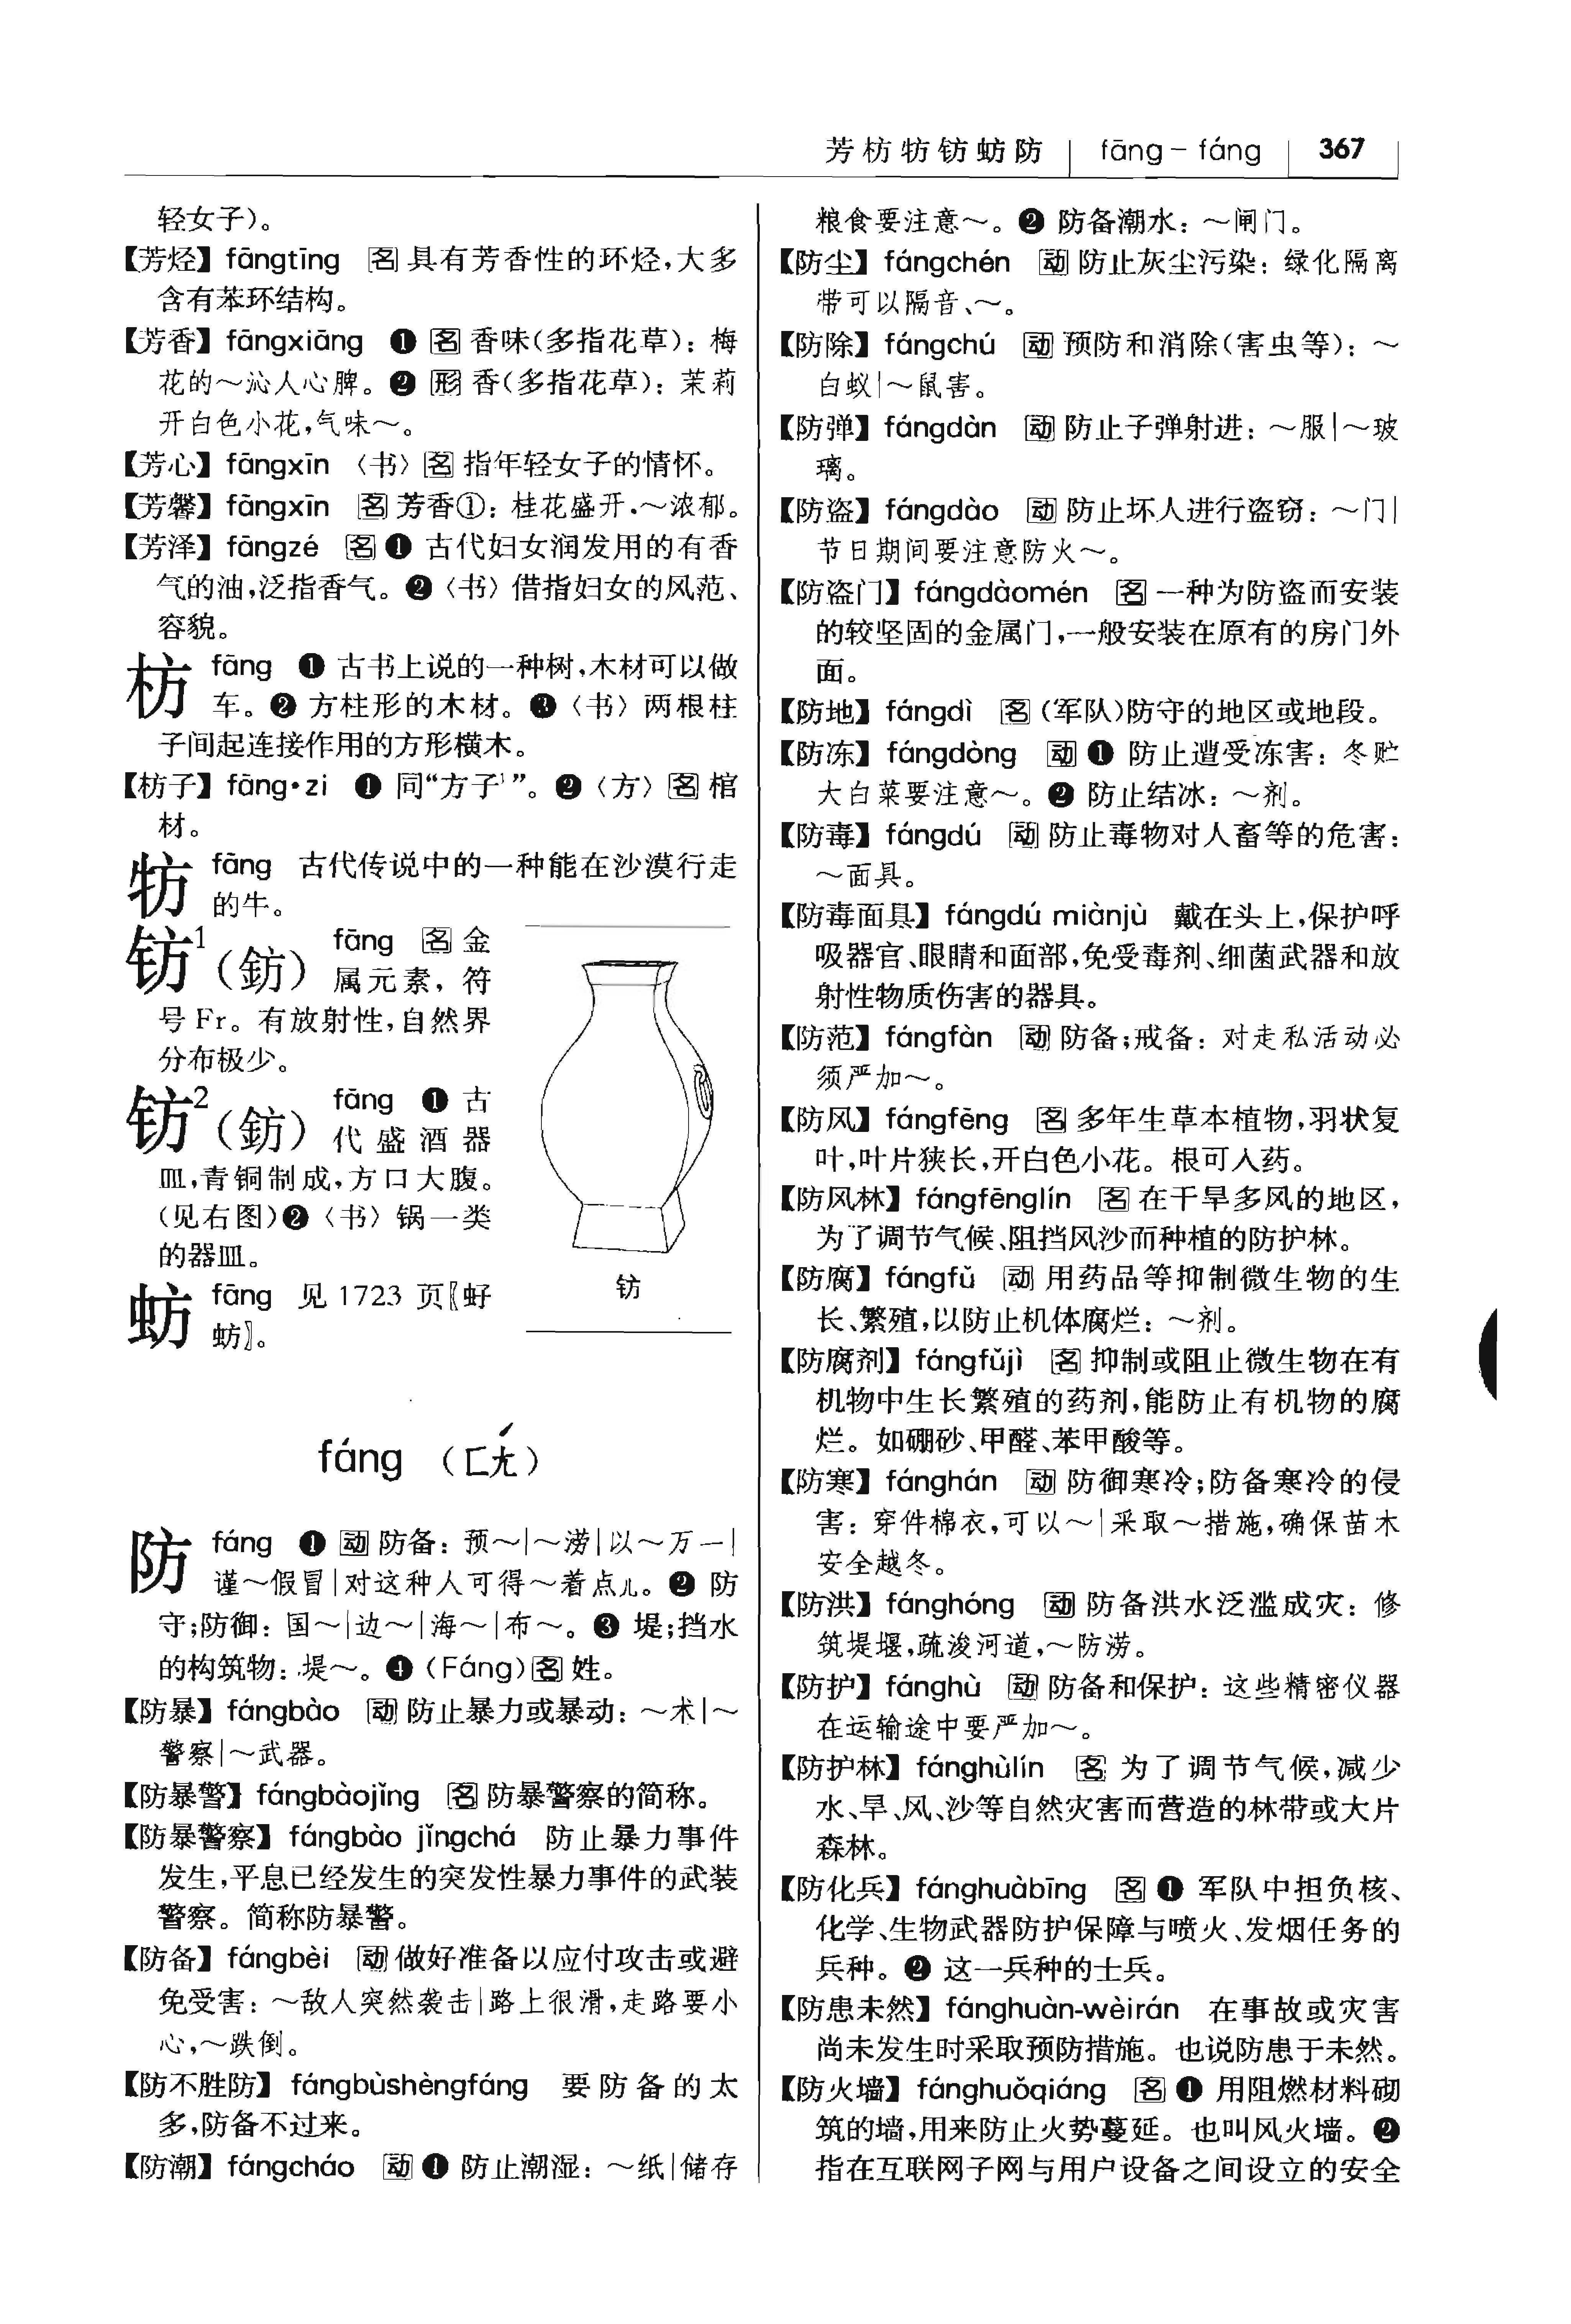 芳枋牥钫蚄防 fāng – fáng 367
轻女子）。
【芳烃】fāngtīng 名 具有芳香性的环烃，大多
含有苯环结构。
【芳香】fāngxiāng ❶ 名 香味（多指花草）：梅
花的～沁人心脾。❷ 形 香（多指花草）：茉莉
开白色小花，气味～。
【芳心】fāngxīn 〈书〉名 指年轻女子的情怀。
【芳馨】fāngxīn 名 芳香①：桂花盛开，～浓郁。
【芳泽】fāngzé 名 ❶ 古代妇女润发用的有香
气的油，泛指香气。❷〈书〉借指妇女的风范、
容貌。
枋 fāng ❶ 古书上说的一种树，木材可以做
车。❷ 方柱形的木材。❸〈书〉两根柱
子间起连接作用的方形横木。
【枋子】fāng•zi ❶ 同“方子¹”。❷〈方〉名 棺
材。
牥 fāng 古代传说中的一种能在沙漠行走
的牛。
钫¹（鈁） fāng 名 金
属元素，符
号 Fr。有放射性，自然界
分布极少。
钫²（鈁） fāng ❶ 古
代盛酒器
皿，青铜制成，方口大腹。
（见右图）❷〈书〉锅一类
的器皿。
钫
蚄 fāng 见 1723 页〖虸
蚄〗。
fáng （ㄈㄤˊ）
防 fáng ❶ 动 防备：预～｜～涝｜以～万一｜
谨～假冒｜对这种人可得～着点儿。❷ 防
守；防御：国～｜边～｜海～｜布～。❸ 堤；挡水
的构筑物：堤～。❹（Fáng）名 姓。
【防暴】fángbào 动 防止暴力或暴动：～术｜～
警察｜～武器。
【防暴警】fángbàojǐng 名 防暴警察的简称。
【防暴警察】fángbào jǐngchá 防止暴力事件
发生，平息已经发生的突发性暴力事件的武装
警察。简称防暴警。
【防备】fángbèi 动 做好准备以应付攻击或避
免受害：～敌人突然袭击｜路上很滑，走路要小
心，～跌倒。
【防不胜防】fángbùshèngfáng 要防备的太
多，防备不过来。
【防潮】fángcháo 动 ❶ 防止潮湿：～纸｜储存
粮食要注意～。❷ 防备潮水：～闸门。
【防尘】fángchén 动 防止灰尘污染：绿化隔离
带可以隔音、～。
【防除】fángchú 动 预防和消除（害虫等）：～
白蚁｜～鼠害。
【防弹】fángdàn 动 防止子弹射进：～服｜～玻
璃。
【防盗】fángdào 动 防止坏人进行盗窃：～门｜
节日期间要注意防火～。
【防盗门】fángdàomén 名 一种为防盗而安装
的较坚固的金属门，一般安装在原有的房门外
面。
【防地】fángdì 名（军队）防守的地区或地段。
【防冻】fángdòng 动 ❶ 防止遭受冻害：冬贮
大白菜要注意～。❷ 防止结冰：～剂。
【防毒】fángdú 动 防止毒物对人畜等的危害：
～面具。
【防毒面具】fángdú miànjù 戴在头上，保护呼
吸器官、眼睛和面部，免受毒剂、细菌武器和放
射性物质伤害的器具。
【防范】fángfàn 动 防备；戒备：对走私活动必
须严加～。
【防风】fángfēng 名 多年生草本植物，羽状复
叶，叶片狭长，开白色小花。根可入药。
【防风林】fángfēnglín 名 在干旱多风的地区，
为了调节气候、阻挡风沙而种植的防护林。
【防腐】fángfǔ 动 用药品等抑制微生物的生
长、繁殖，以防止机体腐烂：～剂。
【防腐剂】fángfǔjì 名 抑制或阻止微生物在有
机物中生长繁殖的药剂，能防止有机物的腐
烂。如硼砂、甲醛、苯甲酸等。
【防寒】fánghán 动 防御寒冷；防备寒冷的侵
害：穿件棉衣，可以～｜采取～措施，确保苗木
安全越冬。
【防洪】fánghóng 动 防备洪水泛滥成灾：修
筑堤堰，疏浚河道，～防涝。
【防护】fánghù 动 防备和保护：这些精密仪器
在运输途中要严加～。
【防护林】fánghùlín 名 为了调节气候，减少
水、旱、风、沙等自然灾害而营造的林带或大片
森林。
【防化兵】fánghuàbīng 名 ❶ 军队中担负核、
化学、生物武器防护保障与喷火、发烟任务的
兵种。❷ 这一兵种的士兵。
【防患未然】fánghuàn-wèirán 在事故或灾害
尚未发生时采取预防措施。也说防患于未然。
【防火墙】fánghuǒqiáng 名 ❶ 用阻燃材料砌
筑的墙，用来防止火势蔓延。也叫风火墙。❷
指在互联网子网与用户设备之间设立的安全